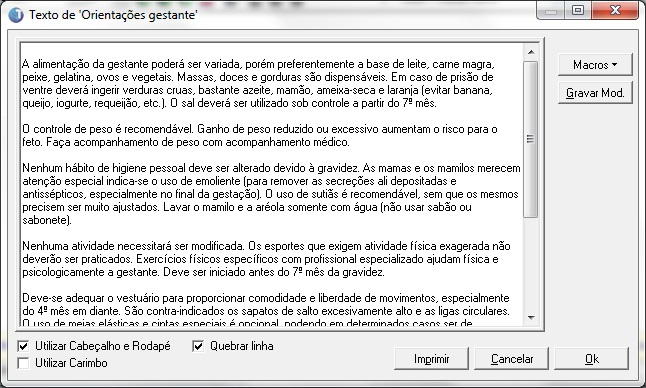 Texto de 'Orientações gestante'
A alimentação da gestante poderá ser variada, porém preferentemente a base de leite, carne magra,
peixe, gelatina, ovos e vegetais. Massas, doces e gorduras são dispensáveis. Em caso de prisão de
ventre deverá ingerir verduras cruas, bastante azeite, mamão, ameixa-seca e laranja (evitar banana,
queijo, iogurte, requeijão, etc.). O sal deverá ser utilizado sob controle a partir do 7º mês.
O controle de peso é recomendável. Ganho de peso reduzido ou excessivo aumentam o risco para o
feto. Faça acompanhamento de peso com acompanhamento médico.
Nenhum hábito de higiene pessoal deve ser alterado devido à gravidez. As mamas e os mamilos merecem
atenção especial indica-se o uso de emoliente (para remover as secreções ali depositadas e
antissépticos, especialmente no final da gestação). O uso de sutiãs é recomendável, sem que os mesmos
precisem ser muito ajustados. Lavar o mamilo e a aréola somente com água (não usar sabão ou
sabonete).
Nenhuma atividade necessitará ser modificada. Os esportes que exigem atividade física exagerada não
deverão ser praticados. Exercícios físicos específicos com profissional especializado ajudam física e
psicologicamente a gestante. Deve ser iniciado antes do 7º mês da gravidez.
Deve-se adequar o vestuário para proporcionar comodidade e liberdade de movimentos, especialmente
do 4º mês em diante. São contra-indicados os sapatos de salto excessivamente alto e as ligas circulares.
O uso de meias elásticas e cintas especiais é opcional, podendo em determinados casos ser de
Macros
Gravar Mod.
Utilizar Cabeçalho e Rodapé
Quebrar linha
Utilizar Carimbo
Imprimir
Cancelar
Ok